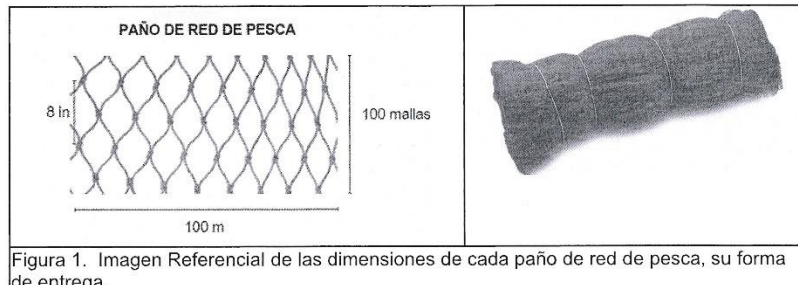 PAÑO DE RED DE PESCA
8 in
100 mallas
100 m
Figura 1. Imagen Referencial de las dimensiones de cada paño de red de pesca, su forma
de entrega